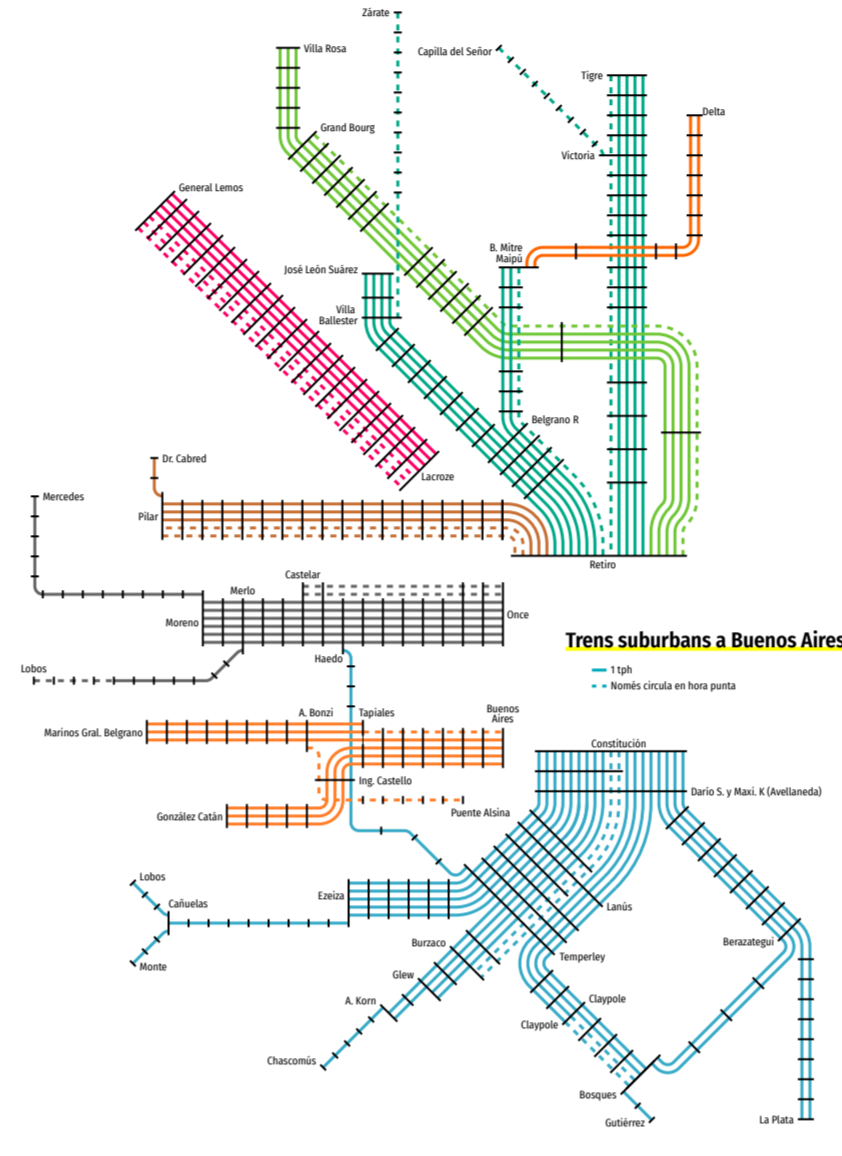 Zárate
Villa Rosa
Capilla del Señor
Tigre
Delta
Grand Bourg
Victoria
General Lemos
B. Mitre
Maipú
José León Suárez
Villa
Ballester
Belgrano R
Dr. Cabred
Lacroze
Mercedes
Pilar
Retiro
Castelar
Merlo
Moreno
Once
Trens suburbans a Buenos Aires
Haedo
Lobos
1 tph
Només circula en hora punta
A. Bonzi
Tapiales
Buenos
Aires
Marinos Gral. Belgrano
Constitución
Ing. Castello
Darío S. y Maxi. K (Avellaneda)
Puente Alsina
González Catán
Lobos
Ezeiza
Cañuelas
Lanús
Burzaco
Berazategui
Temperley
Monte
Glew
Claypole
A. Korn
Claypole
Chascomús
Bosques
Gutiérrez
La Plata